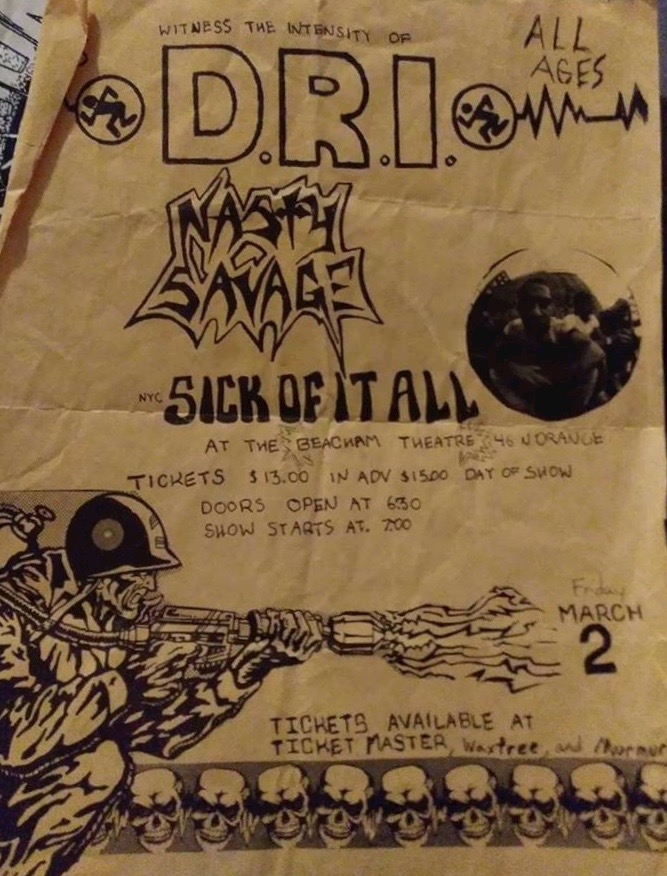 WITNESS THE INTENSITY OF
ALL
AGES
D.R.I.
NASTY
SAVAGE
NYC SICK OF IT ALL
AT THE BEACHAM THEATRE 46 N ORANGE
TICKETS $13.00 IN ADV $15.00 DAY OF SHOW
DOORS OPEN AT 6:30
SHOW STARTS AT. 7:00
Friday
MARCH
2
TICKETS AVAILABLE AT
TICKET MASTER, and